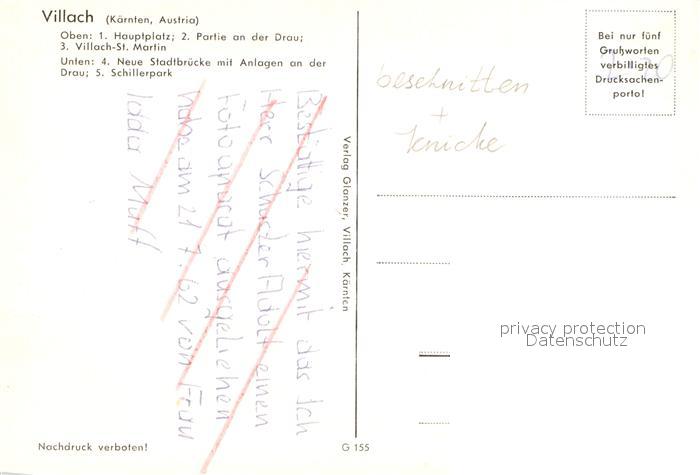 Villach (Kärnten, Austria)
Oben: 1. Hauptplatz; 2. Partie an der Drau;
3. Villach-St. Martin
Unten: 4. Neue Stadtbrücke mit Anlagen an der
Drau; 5. Schillerpark
Bestättige hiermit das Ich
Herr Schuster Adolf einen
Fotoapparat ausgeliehen
habe am 21 7. 62 von Frau
Nachdruck verboten!
Verlag Glanzer, Villach, Kärnten
G 155
Bei nur fünf
Grußworten
verbilligtes
Drucksachen-
porto!
beschnitten
+
Knicke
privacy protection
Datenschutz